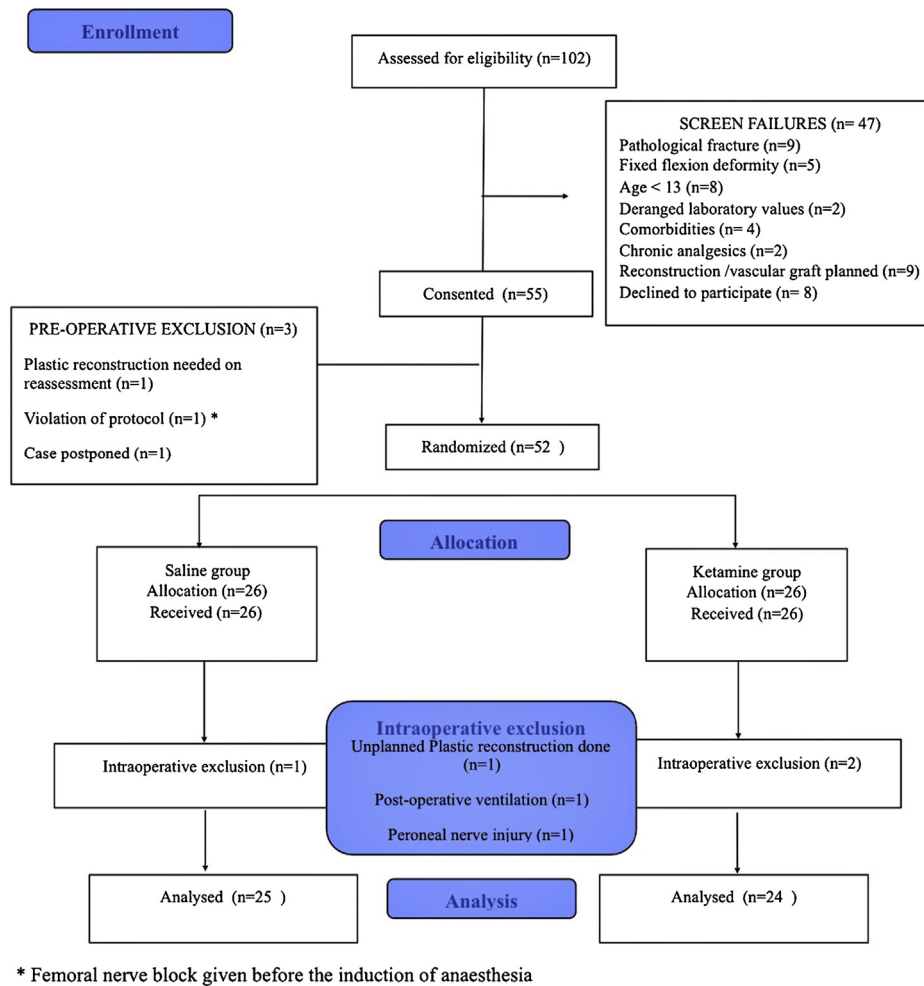 Enrollment
Assessed for eligibility (n=102)
SCREEN FAILURES (n= 47)
Pathological fracture (n=9)
Fixed flexion deformity (n=5)
Age < 13 (n=8)
Deranged laboratory values (n=2)
Comorbidities (n= 4)
Chronic analgesics (n=2)
Reconstruction /vascular graft planned (n=9)
Declined to participate (n= 8)
Consented (n=55)
PRE-OPERATIVE EXCLUSION (n=3)
Plastic reconstruction needed on
reassessment (n=1)
Violation of protocol (n=1) *
Case postponed (n=1)
Randomized (n=52 )
Allocation
Saline group
Allocation (n=26)
Received (n=26)
Ketamine group
Allocation (n=26)
Received (n=26)
Intraoperative exclusion (n=1)
Intraoperative exclusion
Unplanned Plastic reconstruction done
(n=1)
Post-operative ventilation (n=1)
Peroneal nerve injury (n=1)
Intraoperative exclusion (n=2)
Analysed (n=25 )
Analysis
Analysed (n=24 )
* Femoral nerve block given before the induction of anaesthesia